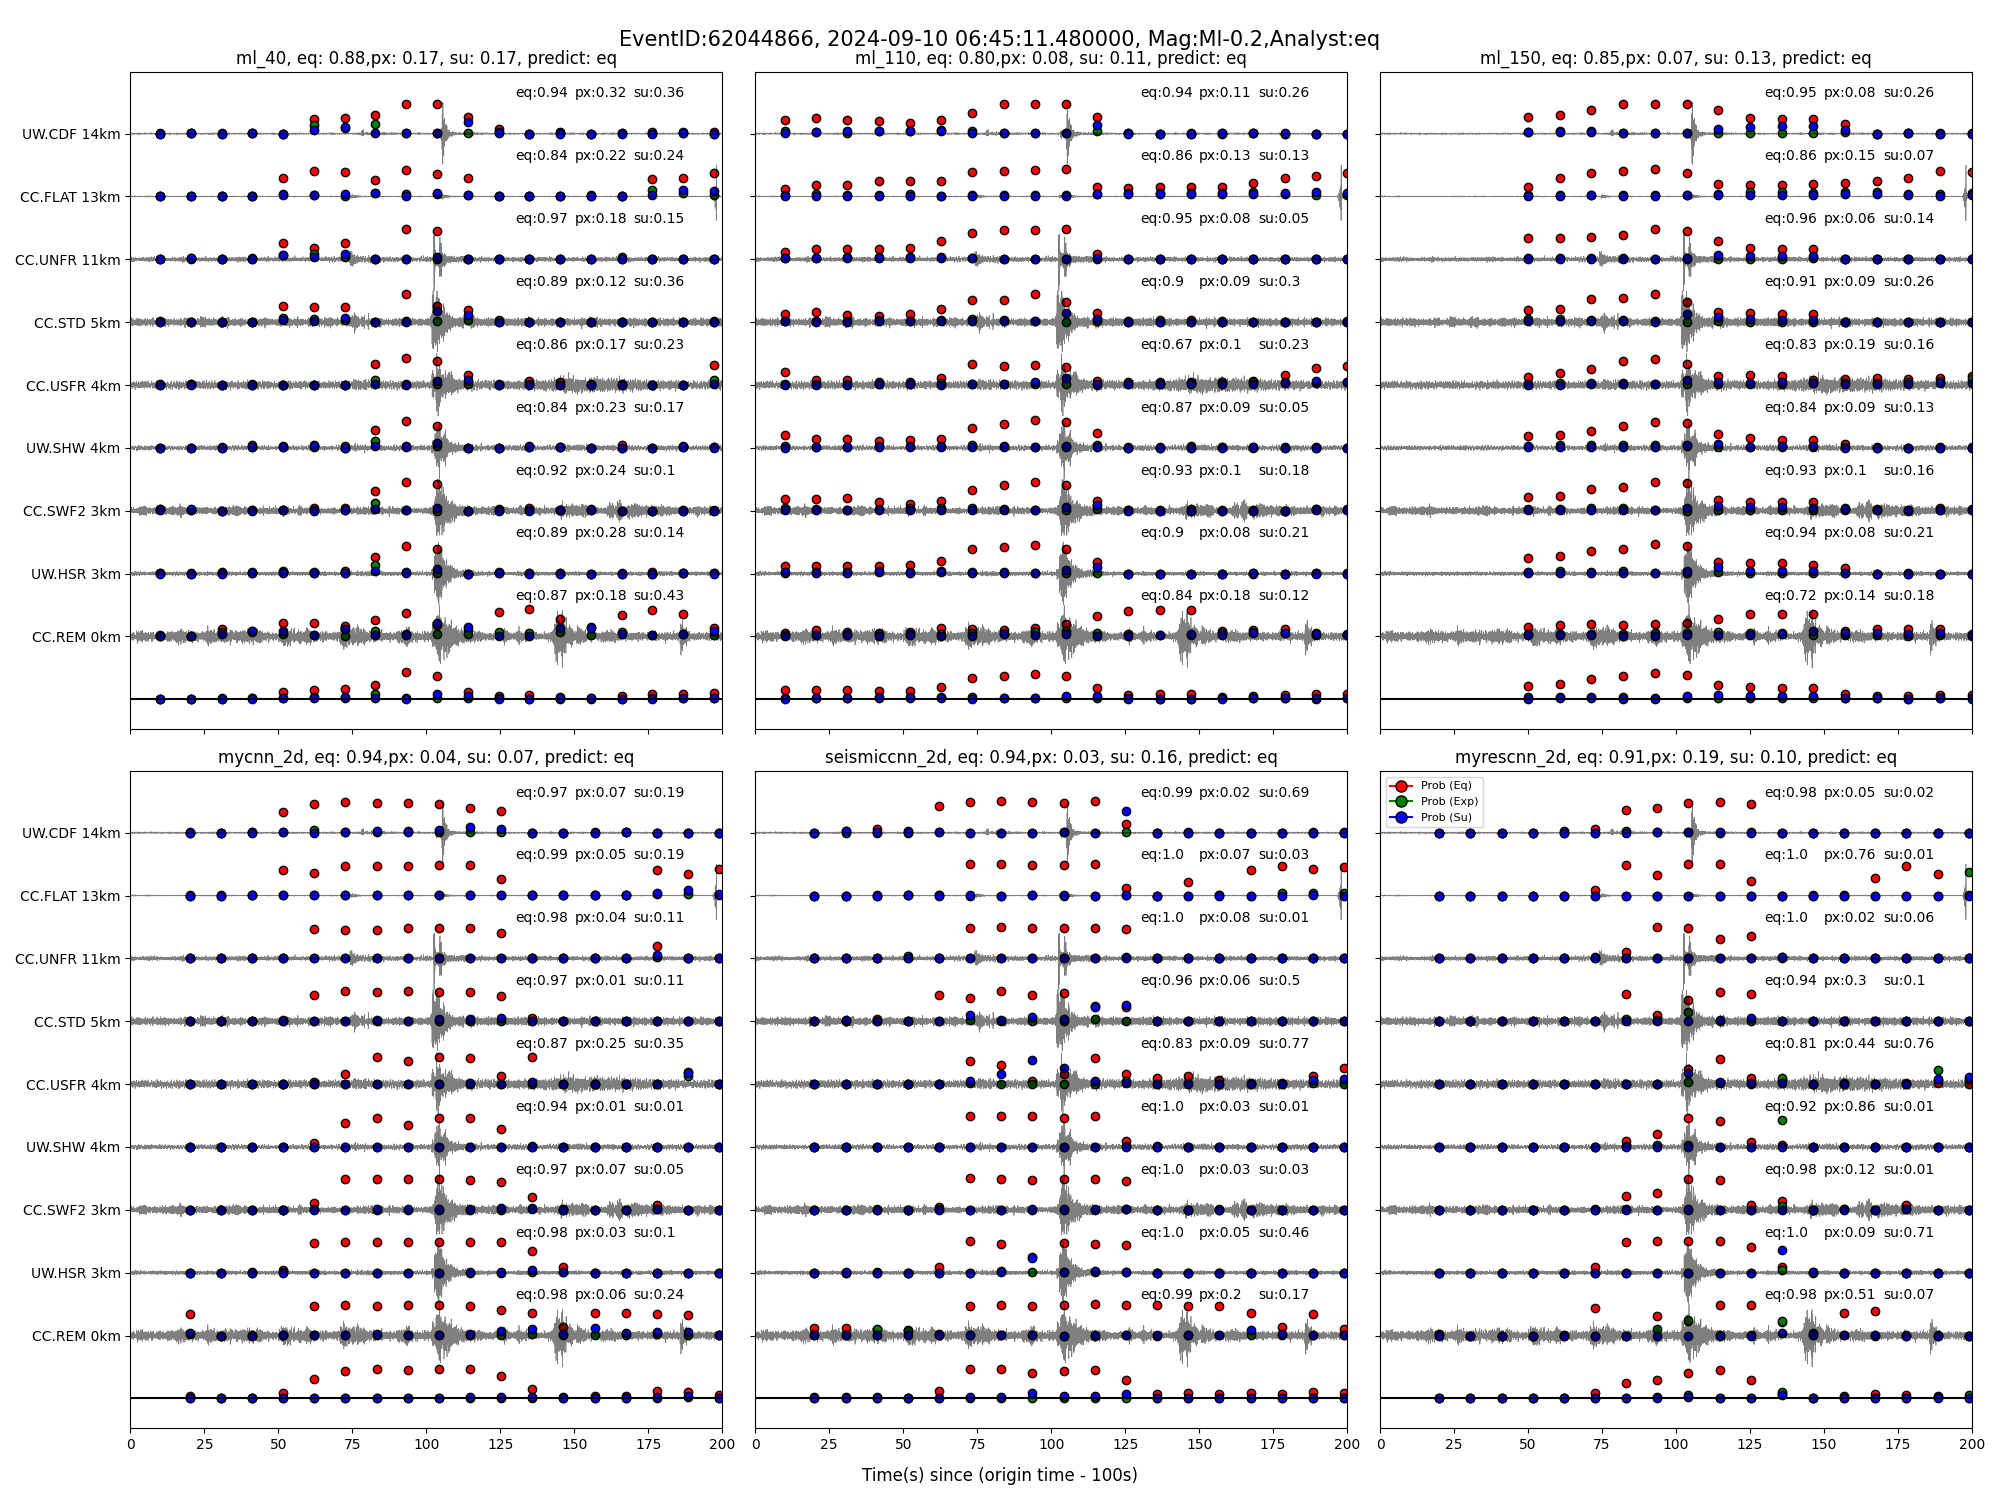 EventID:62044866, 2024-09-10 06:45:11.480000, Mag:Ml-0.2,Analyst:eq
ml_40, eq: 0.88,px: 0.17, su: 0.17, predict: eq
UW.CDF 14km
eq:0.94 px:0.32 su:0.36
CC.FLAT 13km
eq:0.84 px:0.22 su:0.24
CC.UNFR 11km
eq:0.97 px:0.18 su:0.15
CC.STD 5km
eq:0.89 px:0.12 su:0.36
CC.USFR 4km
eq:0.86 px:0.17 su:0.23
UW.SHW 4km
eq:0.84 px:0.23 su:0.17
CC.SWF2 3km
eq:0.92 px:0.24 su:0.1
UW.HSR 3km
eq:0.89 px:0.28 su:0.14
CC.REM 0km
eq:0.87 px:0.18 su:0.43
ml_110, eq: 0.80,px: 0.08, su: 0.11, predict: eq
eq:0.94 px:0.11 su:0.26
eq:0.86 px:0.13 su:0.13
eq:0.95 px:0.08 su:0.05
eq:0.9 px:0.09 su:0.3
eq:0.67 px:0.1 su:0.23
eq:0.87 px:0.09 su:0.05
eq:0.93 px:0.1 su:0.18
eq:0.9 px:0.08 su:0.21
eq:0.84 px:0.18 su:0.12
ml_150, eq: 0.85,px: 0.07, su: 0.13, predict: eq
eq:0.95 px:0.08 su:0.26
eq:0.86 px:0.15 su:0.07
eq:0.96 px:0.06 su:0.14
eq:0.91 px:0.09 su:0.26
eq:0.83 px:0.19 su:0.16
eq:0.84 px:0.09 su:0.13
eq:0.93 px:0.1 su:0.16
eq:0.94 px:0.08 su:0.21
eq:0.72 px:0.14 su:0.18
mycnn_2d, eq: 0.94,px: 0.04, su: 0.07, predict: eq
UW.CDF 14km
eq:0.97 px:0.07 su:0.19
CC.FLAT 13km
eq:0.99 px:0.05 su:0.19
CC.UNFR 11km
eq:0.98 px:0.04 su:0.11
CC.STD 5km
eq:0.97 px:0.01 su:0.11
CC.USFR 4km
eq:0.87 px:0.25 su:0.35
UW.SHW 4km
eq:0.94 px:0.01 su:0.01
CC.SWF2 3km
eq:0.97 px:0.07 su:0.05
UW.HSR 3km
eq:0.98 px:0.03 su:0.1
CC.REM 0km
eq:0.98 px:0.06 su:0.24
0 25 50 75 100 125 150 175 200
seismiccnn_2d, eq: 0.94,px: 0.03, su: 0.16, predict: eq
eq:0.99 px:0.02 su:0.69
eq:1.0 px:0.07 su:0.03
eq:1.0 px:0.08 su:0.01
eq:0.96 px:0.06 su:0.5
eq:0.83 px:0.09 su:0.77
eq:1.0 px:0.03 su:0.01
eq:1.0 px:0.03 su:0.03
eq:1.0 px:0.05 su:0.46
eq:0.99 px:0.2 su:0.17
0 25 50 75 100 125 150 175 200
myrescnn_2d, eq: 0.91,px: 0.19, su: 0.10, predict: eq
Prob (Eq)
Prob (Exp)
Prob (Su)
eq:0.98 px:0.05 su:0.02
eq:1.0 px:0.76 su:0.01
eq:1.0 px:0.02 su:0.06
eq:0.94 px:0.3 su:0.1
eq:0.81 px:0.44 su:0.76
eq:0.92 px:0.86 su:0.01
eq:0.98 px:0.12 su:0.01
eq:1.0 px:0.09 su:0.71
eq:0.98 px:0.51 su:0.07
0 25 50 75 100 125 150 175 200
Time(s) since (origin time - 100s)